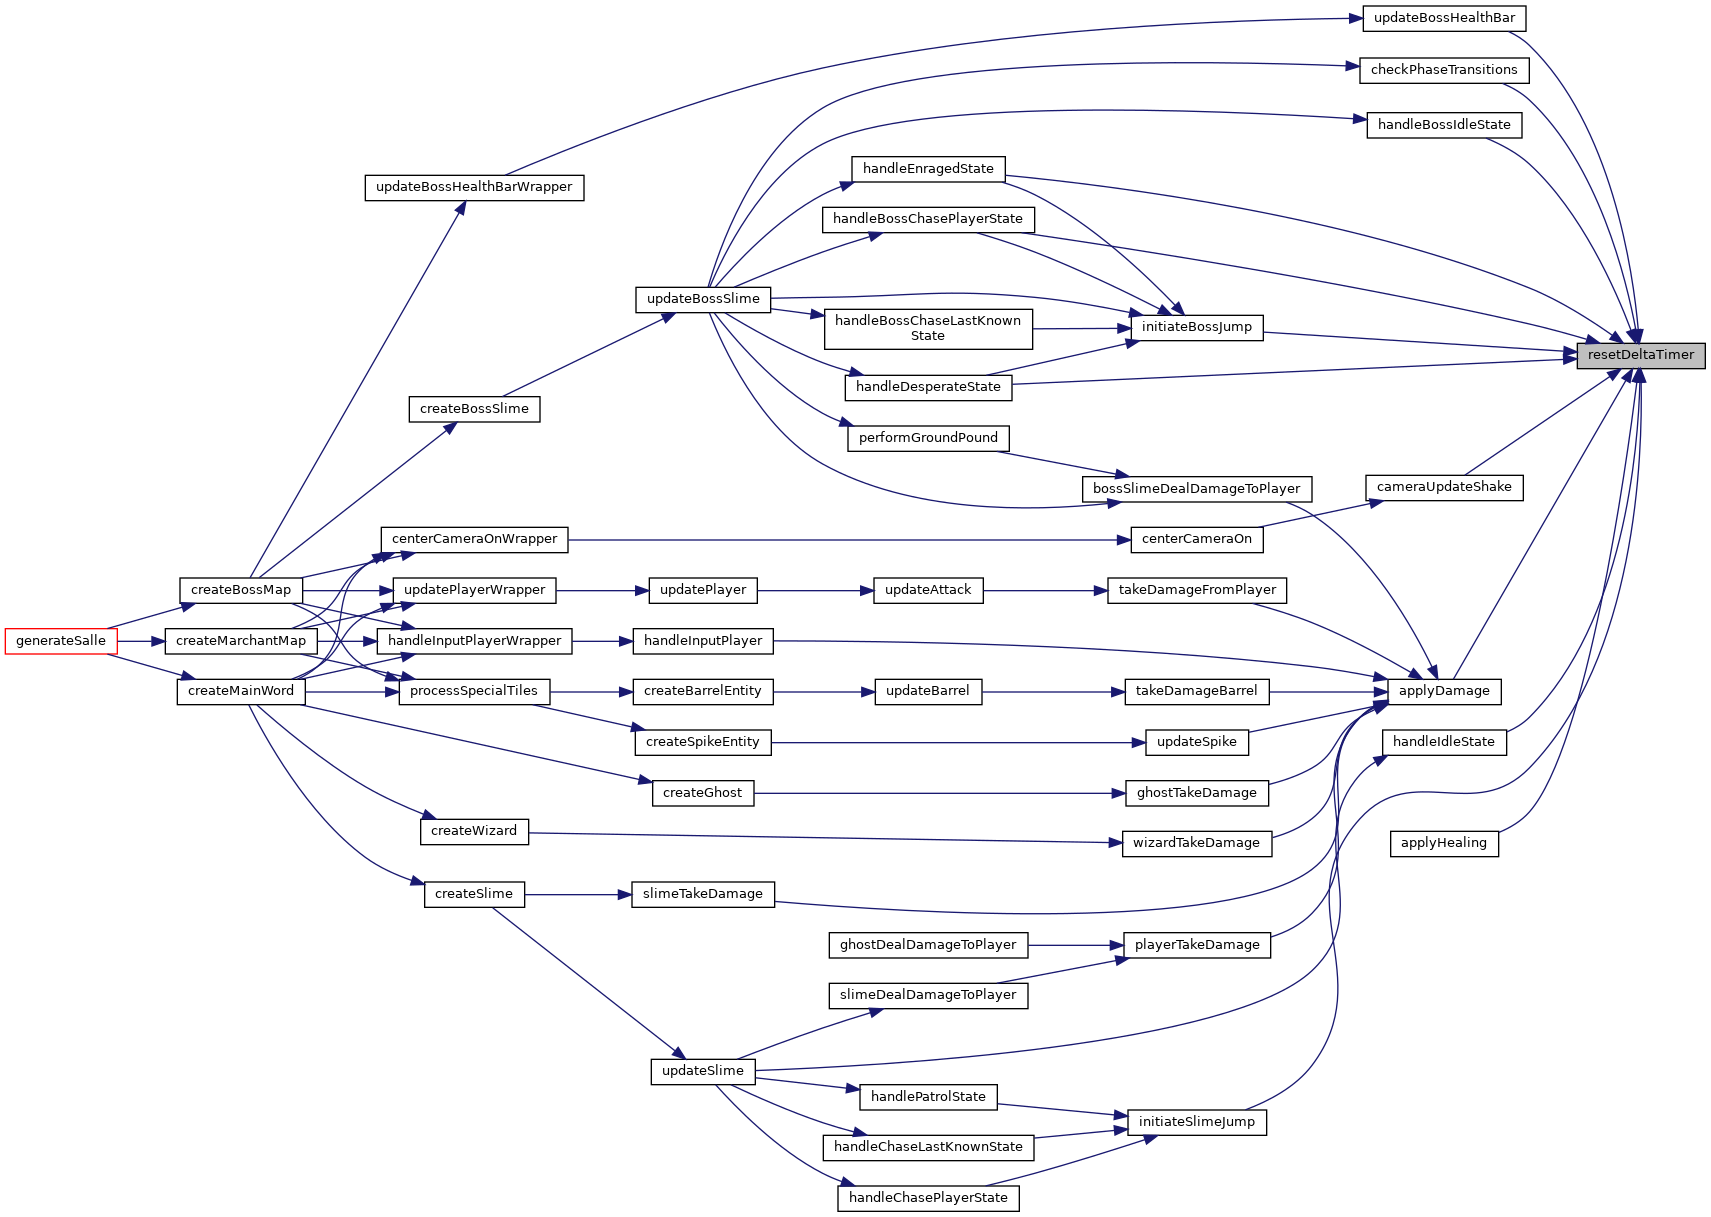 updateBossHealthBar
checkPhaseTransitions
handleBossIdleState
handleEnragedState
updateBossHealthBarWrapper
handleBossChasePlayerState
updateBossSlime
handleBossChaseLastKnown
State
initiateBossJump
resetDeltaTimer
handleDesperateState
createBossSlime
performGroundPound
bossSlimeDealDamageToPlayer
cameraUpdateShake
centerCameraOnWrapper
centerCameraOn
createBossMap
updatePlayerWrapper
updatePlayer
updateAttack
takeDamageFromPlayer
generateSalle
createMarchantMap
handleInputPlayerWrapper
handleInputPlayer
createMainWord
processSpecialTiles
createBarrelEntity
updateBarrel
takeDamageBarrel
applyDamage
createSpikeEntity
updateSpike
handleIdleState
createGhost
ghostTakeDamage
createWizard
wizardTakeDamage
applyHealing
createSlime
slimeTakeDamage
ghostDealDamageToPlayer
playerTakeDamage
slimeDealDamageToPlayer
updateSlime
handlePatrolState
initiateSlimeJump
handleChaseLastKnownState
handleChasePlayerState